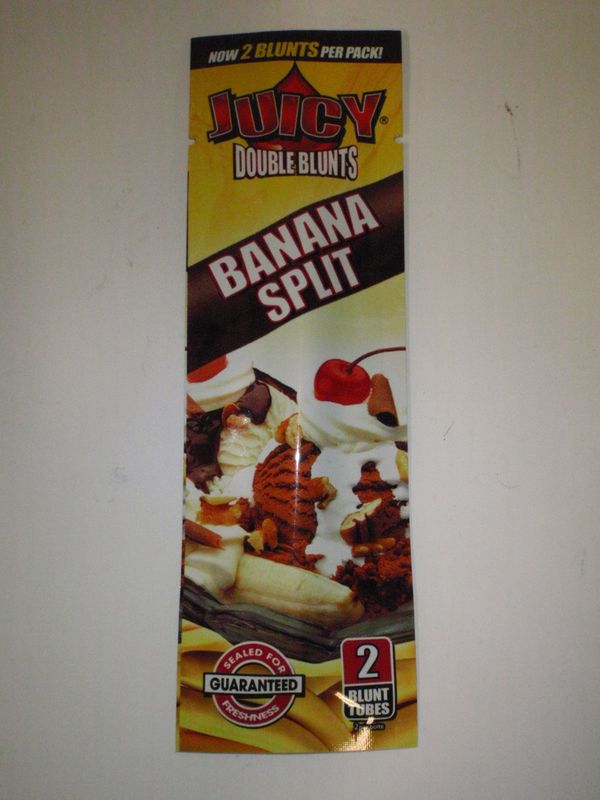 NOW 2 BLUNTS PER PACK!
JUICY®
DOUBLE BLUNTS
BANANA
SPLIT
SEALED FOR
GUARANTEED
FRESHNESS
2
BLUNT
TUBES